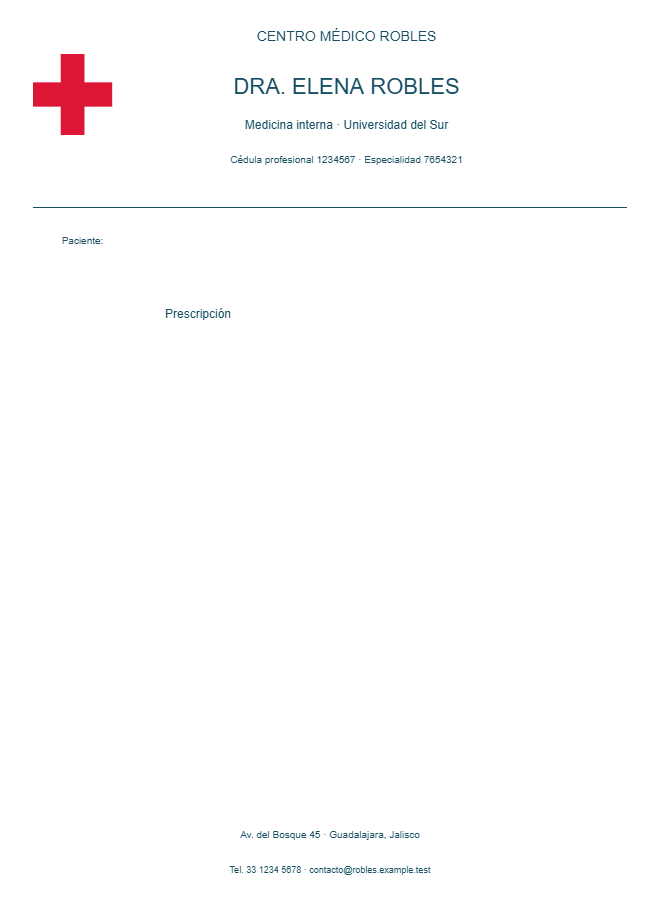 CENTRO MÉDICO ROBLES
DRA. ELENA ROBLES
Medicina interna · Universidad del Sur
Cédula profesional 1234567 · Especialidad 7654321
Paciente:
Prescripción
Av. del Bosque 45 · Guadalajara, Jalisco
Tel. 33 1234 5678 · contacto@robles.example.test